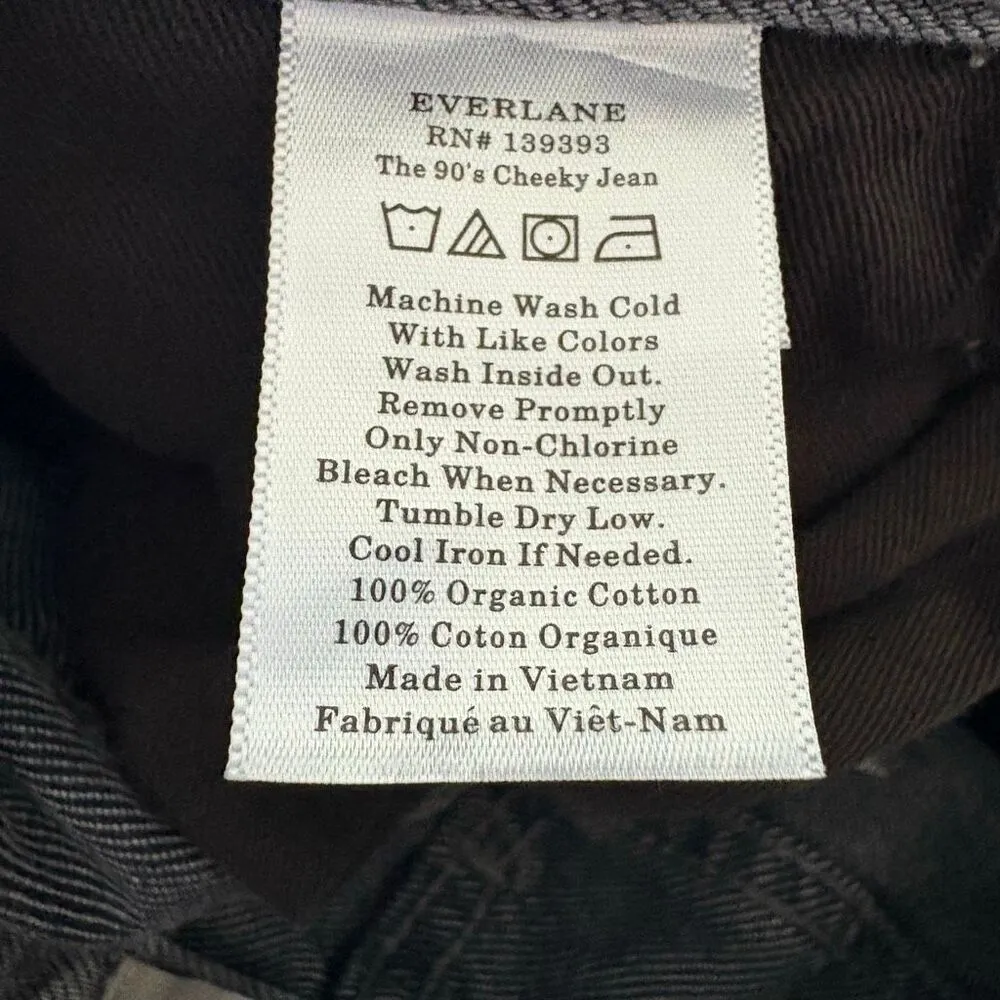 EVERLANE
RN# 139393
The 90's Cheeky Jean
Machine Wash Cold
With Like Colors
Wash Inside Out.
Remove Promptly
Only Non-Chlorine
Bleach When Necessary.
Tumble Dry Low.
Cool Iron If Needed.
100% Organic Cotton
100% Coton Organique
Made in Vietnam
Fabriqué au Viêt-Nam